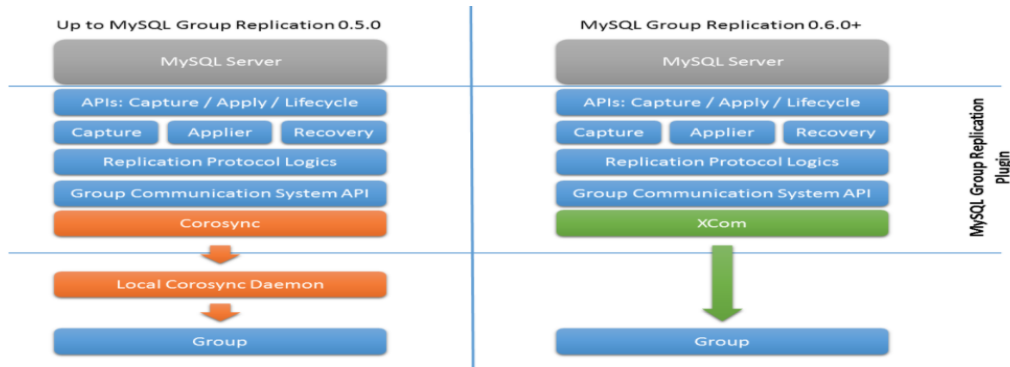 Up to MySQL Group Replication 0.5.0
MySQL Server
APIs: Capture / Apply / Lifecycle
Capture
Applier
Recovery
Replication Protocol Logics
Group Communication System API
Corosync
Local Corosync Daemon
Group
MySQL Group Replication 0.6.0+
MySQL Server
APIs: Capture / Apply / Lifecycle
Capture
Applier
Recovery
Replication Protocol Logics
Group Communication System API
XCom
Group
MySQL Group Replication
Plugin